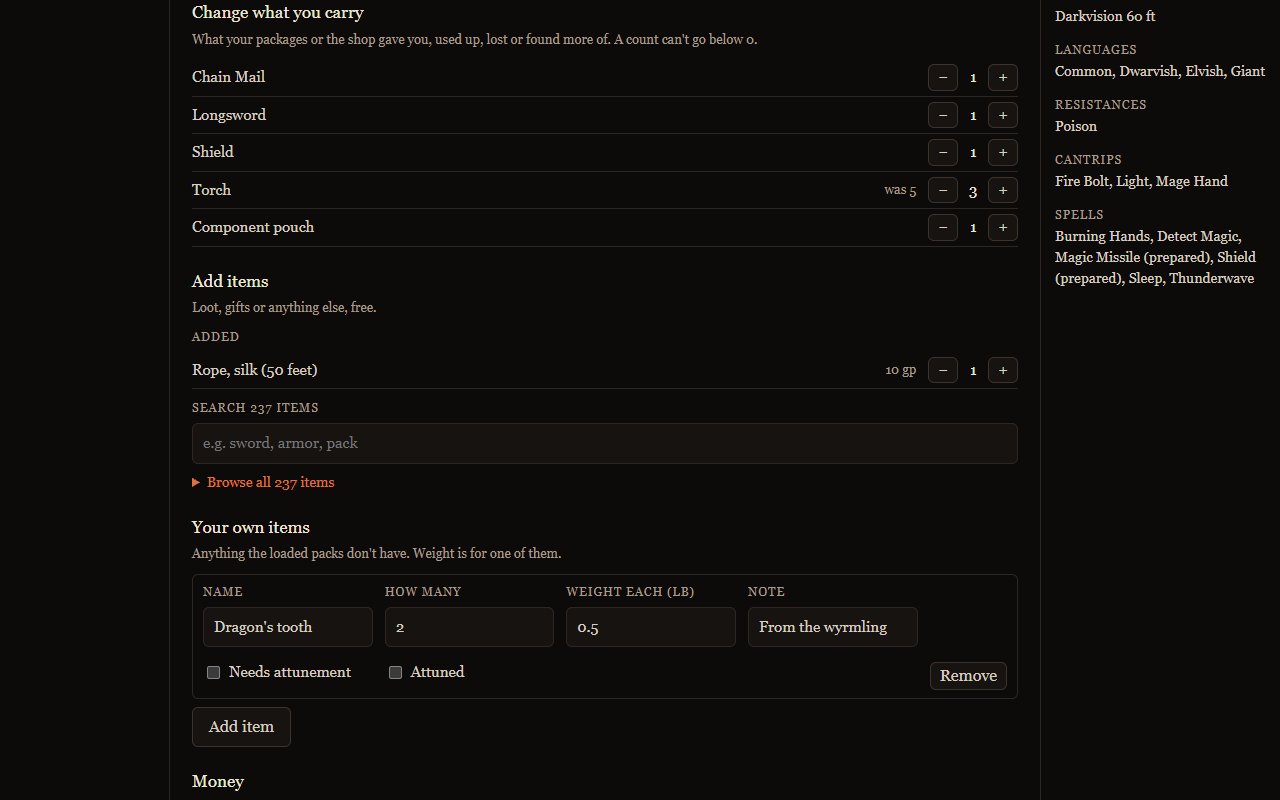 Change what you carry
What your packages or the shop gave you, used up, lost or found more of. A count can't go below 0.
Chain Mail − 1 +
Longsword − 1 +
Shield − 1 +
Torch was 5 − 3 +
Component pouch − 1 +
Add items
Loot, gifts or anything else, free.
ADDED
Rope, silk (50 feet) 10 gp − 1 +
SEARCH 237 ITEMS
e.g. sword, armor, pack
Browse all 237 items
Your own items
Anything the loaded packs don't have. Weight is for one of them.
NAME HOW MANY WEIGHT EACH (LB) NOTE
Dragon's tooth 2 0.5 From the wyrmling
Needs attunement Attuned Remove
Add item
Money
Darkvision 60 ft
LANGUAGES
Common, Dwarvish, Elvish, Giant
RESISTANCES
Poison
CANTRIPS
Fire Bolt, Light, Mage Hand
SPELLS
Burning Hands, Detect Magic,
Magic Missile (prepared), Shield
(prepared), Sleep, Thunderwave